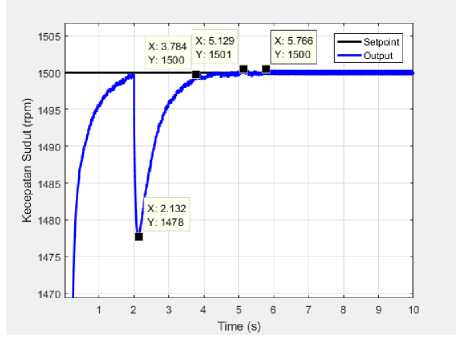 1505
1500
1495
1490
1485
1480
1475
1470
Kecepatan Sudut (rpm)
X: 3.784
Y: 1500
X: 5.129
Y: 1501
X: 5.766
Y: 1500
Setpoint
Output
X: 2.132
Y: 1478
1 2 3 4 5 6 7 8 9 10
Time (s)